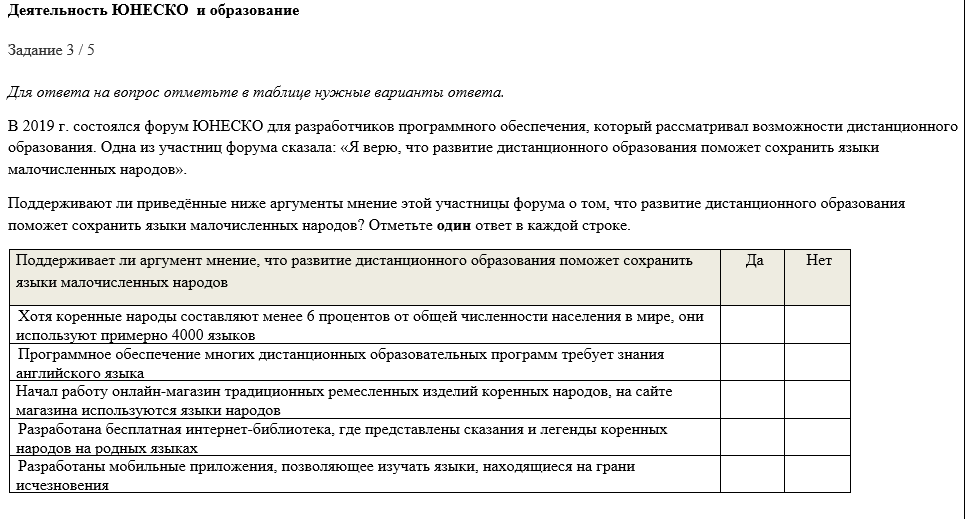 Деятельность ЮНЕСКО и образование
Задание 3 / 5
Для ответа на вопрос отметьте в таблице нужные варианты ответа.
В 2019 г. состоялся форум ЮНЕСКО для разработчиков программного обеспечения, который рассматривал возможности дистанционного
образования. Одна из участниц форума сказала: «Я верю, что развитие дистанционного образования поможет сохранить языки
малочисленных народов».
Поддерживают ли приведённые ниже аргументы мнение этой участницы форума о том, что развитие дистанционного образования
поможет сохранить языки малочисленных народов? Отметьте один ответ в каждой строке.
Поддерживает ли аргумент мнение, что развитие дистанционного образования поможет сохранить
языки малочисленных народов
Да
Нет
Хотя коренные народы составляют менее 6 процентов от общей численности населения в мире, они
используют примерно 4000 языков
Программное обеспечение многих дистанционных образовательных программ требует знания
английского языка
Начал работу онлайн-магазин традиционных ремесленных изделий коренных народов, на сайте
магазина используются языки народов
Разработана бесплатная интернет-библиотека, где представлены сказания и легенды коренных
народов на родных языках
Разработаны мобильные приложения, позволяющее изучать языки, находящиеся на грани
исчезновения